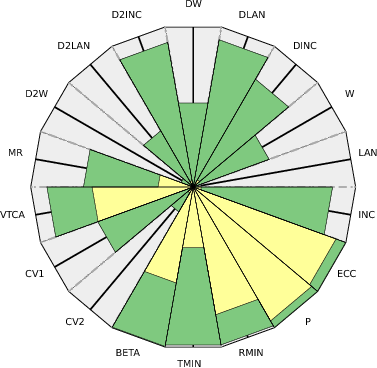 DW
D2INC
DLAN
D2LAN
DINC
D2W
W
MR
LAN
VTCA
INC
CV1
ECC
CV2
P
BETA
RMIN
TMIN